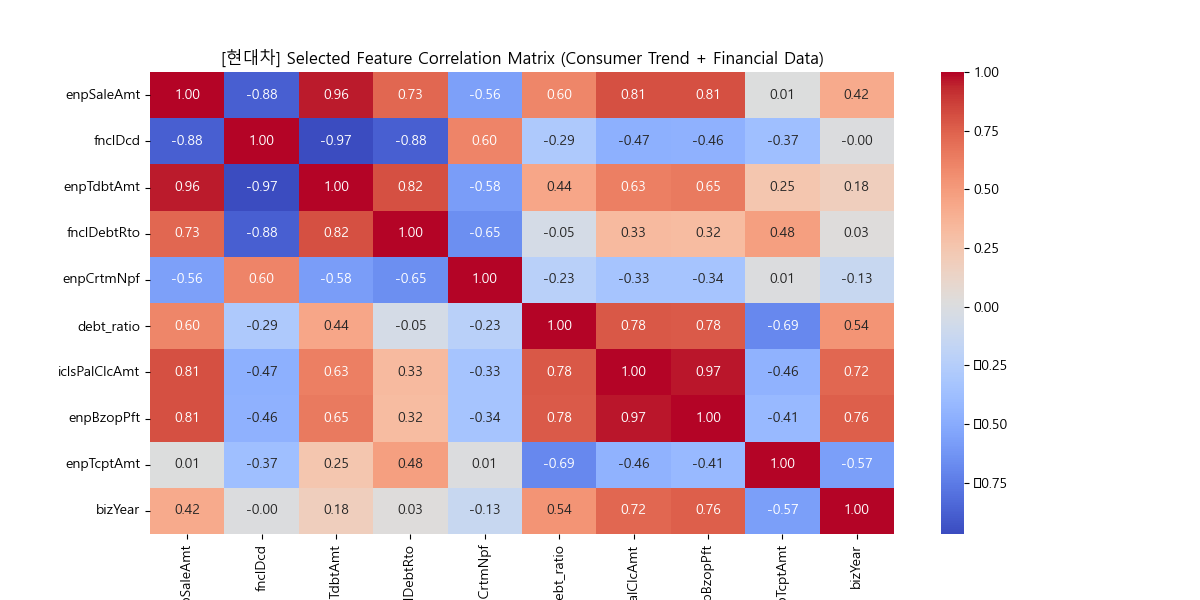 [현대차] Selected Feature Correlation Matrix (Consumer Trend + Financial Data)
enpSaleAmt 1.00 -0.88 0.96 0.73 -0.56 0.60 0.81 0.81 0.01 0.42
fnclDcd -0.88 1.00 -0.97 -0.88 0.60 -0.29 -0.47 -0.46 -0.37 -0.00
enpTdbtAmt 0.96 -0.97 1.00 0.82 -0.58 0.44 0.63 0.65 0.25 0.18
fnclDebtRto 0.73 -0.88 0.82 1.00 -0.65 -0.05 0.33 0.32 0.48 0.03
enpCrtmNpf -0.56 0.60 -0.58 -0.65 1.00 -0.23 -0.33 -0.34 0.01 -0.13
debt_ratio 0.60 -0.29 0.44 -0.05 -0.23 1.00 0.78 0.78 -0.69 0.54
iclsPalClcAmt 0.81 -0.47 0.63 0.33 -0.33 0.78 1.00 0.97 -0.46 0.72
enpBzopPft 0.81 -0.46 0.65 0.32 -0.34 0.78 0.97 1.00 -0.41 0.76
enpTcptAmt 0.01 -0.37 0.25 0.48 0.01 -0.69 -0.46 -0.41 1.00 -0.57
bizYear 0.42 -0.00 0.18 0.03 -0.13 0.54 0.72 0.76 -0.57 1.00
pSaleAmt
fnclDcd
TdbtAmt
lDebtRto
CrtmNpf
ebt_ratio
alClcAmt
pBzopPft
pTcptAmt
bizYear
1.00
0.75
0.50
0.25
0.00
□0.25
□0.50
□0.75